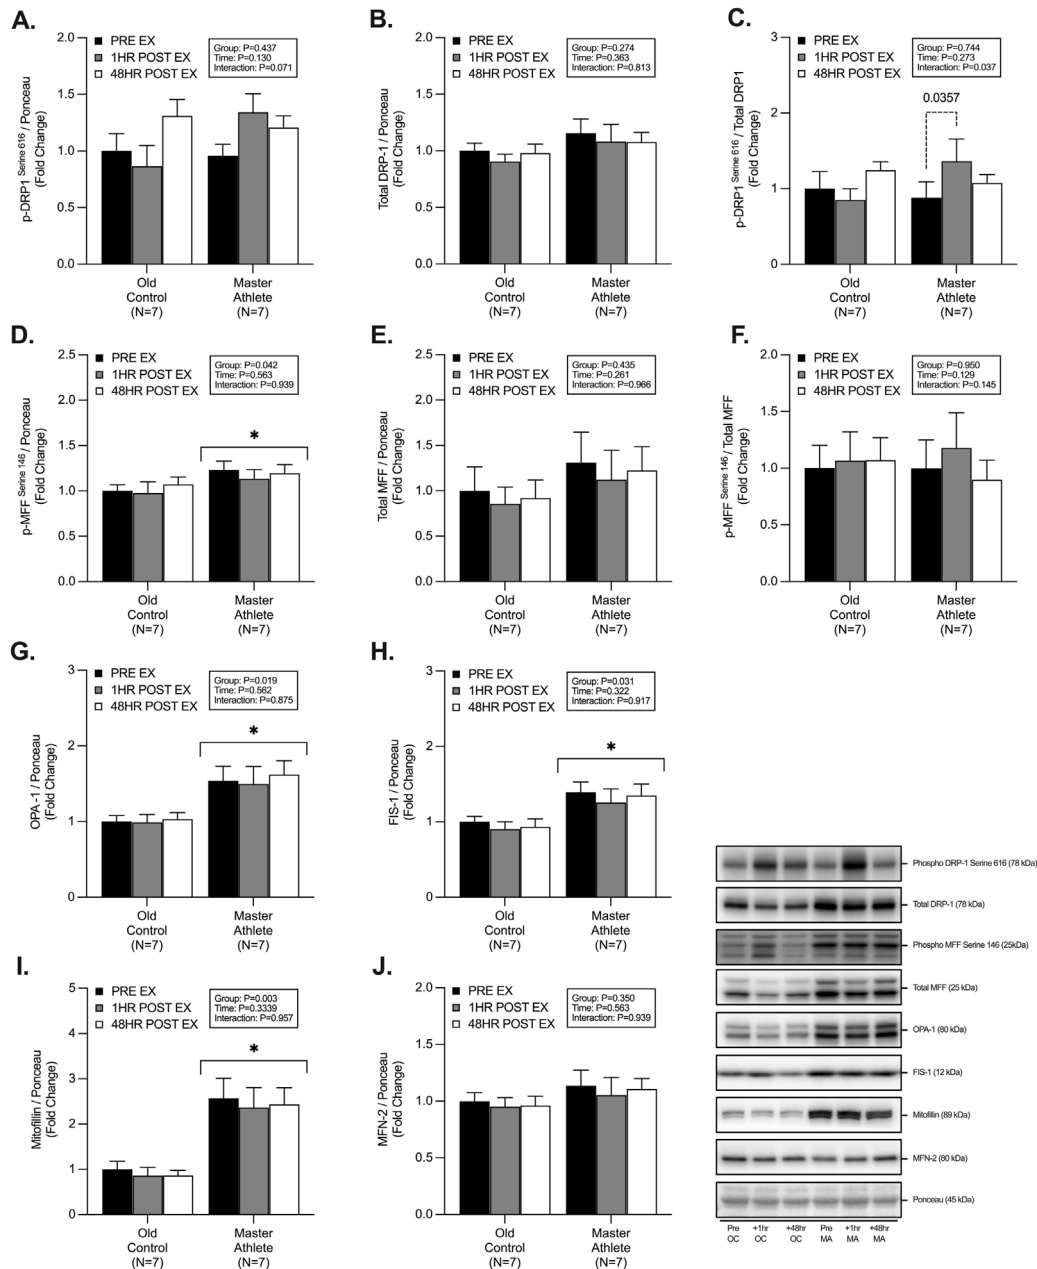 A.
p-DRP1 Serine 616 / Ponceau
(Fold Change)
2.0
1.5
1.0
0.5
0.0
PRE EX
1HR POST EX
48HR POST EX
Group: P=0.437
Time: P=0.130
Interaction: P=0.071
Old
Control
(N=7)
Master
Athlete
(N=7)
B.
Total DRP-1 / Ponceau
(Fold Change)
2.0
1.5
1.0
0.5
0.0
PRE EX
1HR POST EX
48HR POST EX
Group: P=0.274
Time: P=0.363
Interaction: P=0.813
Old
Control
(N=7)
Master
Athlete
(N=7)
C.
p-DRP1 Serine 616 / Total DRP1
(Fold Change)
3
2
1
0
PRE EX
1HR POST EX
48HR POST EX
Group: P=0.744
Time: P=0.273
Interaction: P=0.037
0.0357
Old
Control
(N=7)
Master
Athlete
(N=7)
D.
p-MFF Serine 146 / Ponceau
(Fold Change)
2.5
2.0
1.5
1.0
0.5
0.0
PRE EX
1HR POST EX
48HR POST EX
Group: P=0.042
Time: P=0.563
Interaction: P=0.939
*
Old
Control
(N=7)
Master
Athlete
(N=7)
E.
Total MFF / Ponceau
(Fold Change)
2.5
2.0
1.5
1.0
0.5
0.0
PRE EX
1HR POST EX
48HR POST EX
Group: P=0.435
Time: P=0.261
Interaction: P=0.966
Old
Control
(N=7)
Master
Athlete
(N=7)
F.
p-MFF Serine 146 / Total MFF
(Fold Change)
2.0
1.5
1.0
0.5
0.0
PRE EX
1HR POST EX
48HR POST EX
Group: P=0.950
Time: P=0.129
Interaction: P=0.145
Old
Control
(N=7)
Master
Athlete
(N=7)
G.
OPA-1 / Ponceau
(Fold Change)
3
2
1
0
PRE EX
1HR POST EX
48HR POST EX
Group: P=0.019
Time: P=0.562
Interaction: P=0.875
*
Old
Control
(N=7)
Master
Athlete
(N=7)
H.
FIS-1 / Ponceau
(Fold Change)
3
2
1
0
PRE EX
1HR POST EX
48HR POST EX
Group: P=0.031
Time: P=0.322
Interaction: P=0.917
*
Old
Control
(N=7)
Master
Athlete
(N=7)
I.
Mitofillin / Ponceau
(Fold Change)
5
4
3
2
1
0
PRE EX
1HR POST EX
48HR POST EX
Group: P=0.003
Time: P=0.3339
Interaction: P=0.957
*
Old
Control
(N=7)
Master
Athlete
(N=7)
J.
MFN-2 / Ponceau
(Fold Change)
2.0
1.5
1.0
0.5
0.0
PRE EX
1HR POST EX
48HR POST EX
Group: P=0.350
Time: P=0.563
Interaction: P=0.939
Old
Control
(N=7)
Master
Athlete
(N=7)
Phospho DRP-1 Serine 616 (78 kDa)
Total DRP-1 (78 kDa)
Phospho MFF Serine 146 (25kDa)
Total MFF (25 kDa)
OPA-1 (80 kDa)
FIS-1 (12 kDa)
Mitofillin (89 kDa)
MFN-2 (80 kDa)
Ponceau (45 kDa)
Pre +1hr +48hr Pre +1hr +48hr
OC OC OC MA MA MA